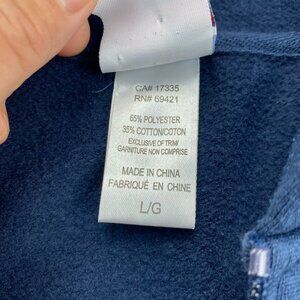 CA# 17335
RN# 69421
65% POLYESTER
35% COTTON/COTON
EXCLUSIVE OF TRIM/
GARNITURE NON COMPRISE
MADE IN CHINA
FABRIQUÉ EN CHINE
L/G